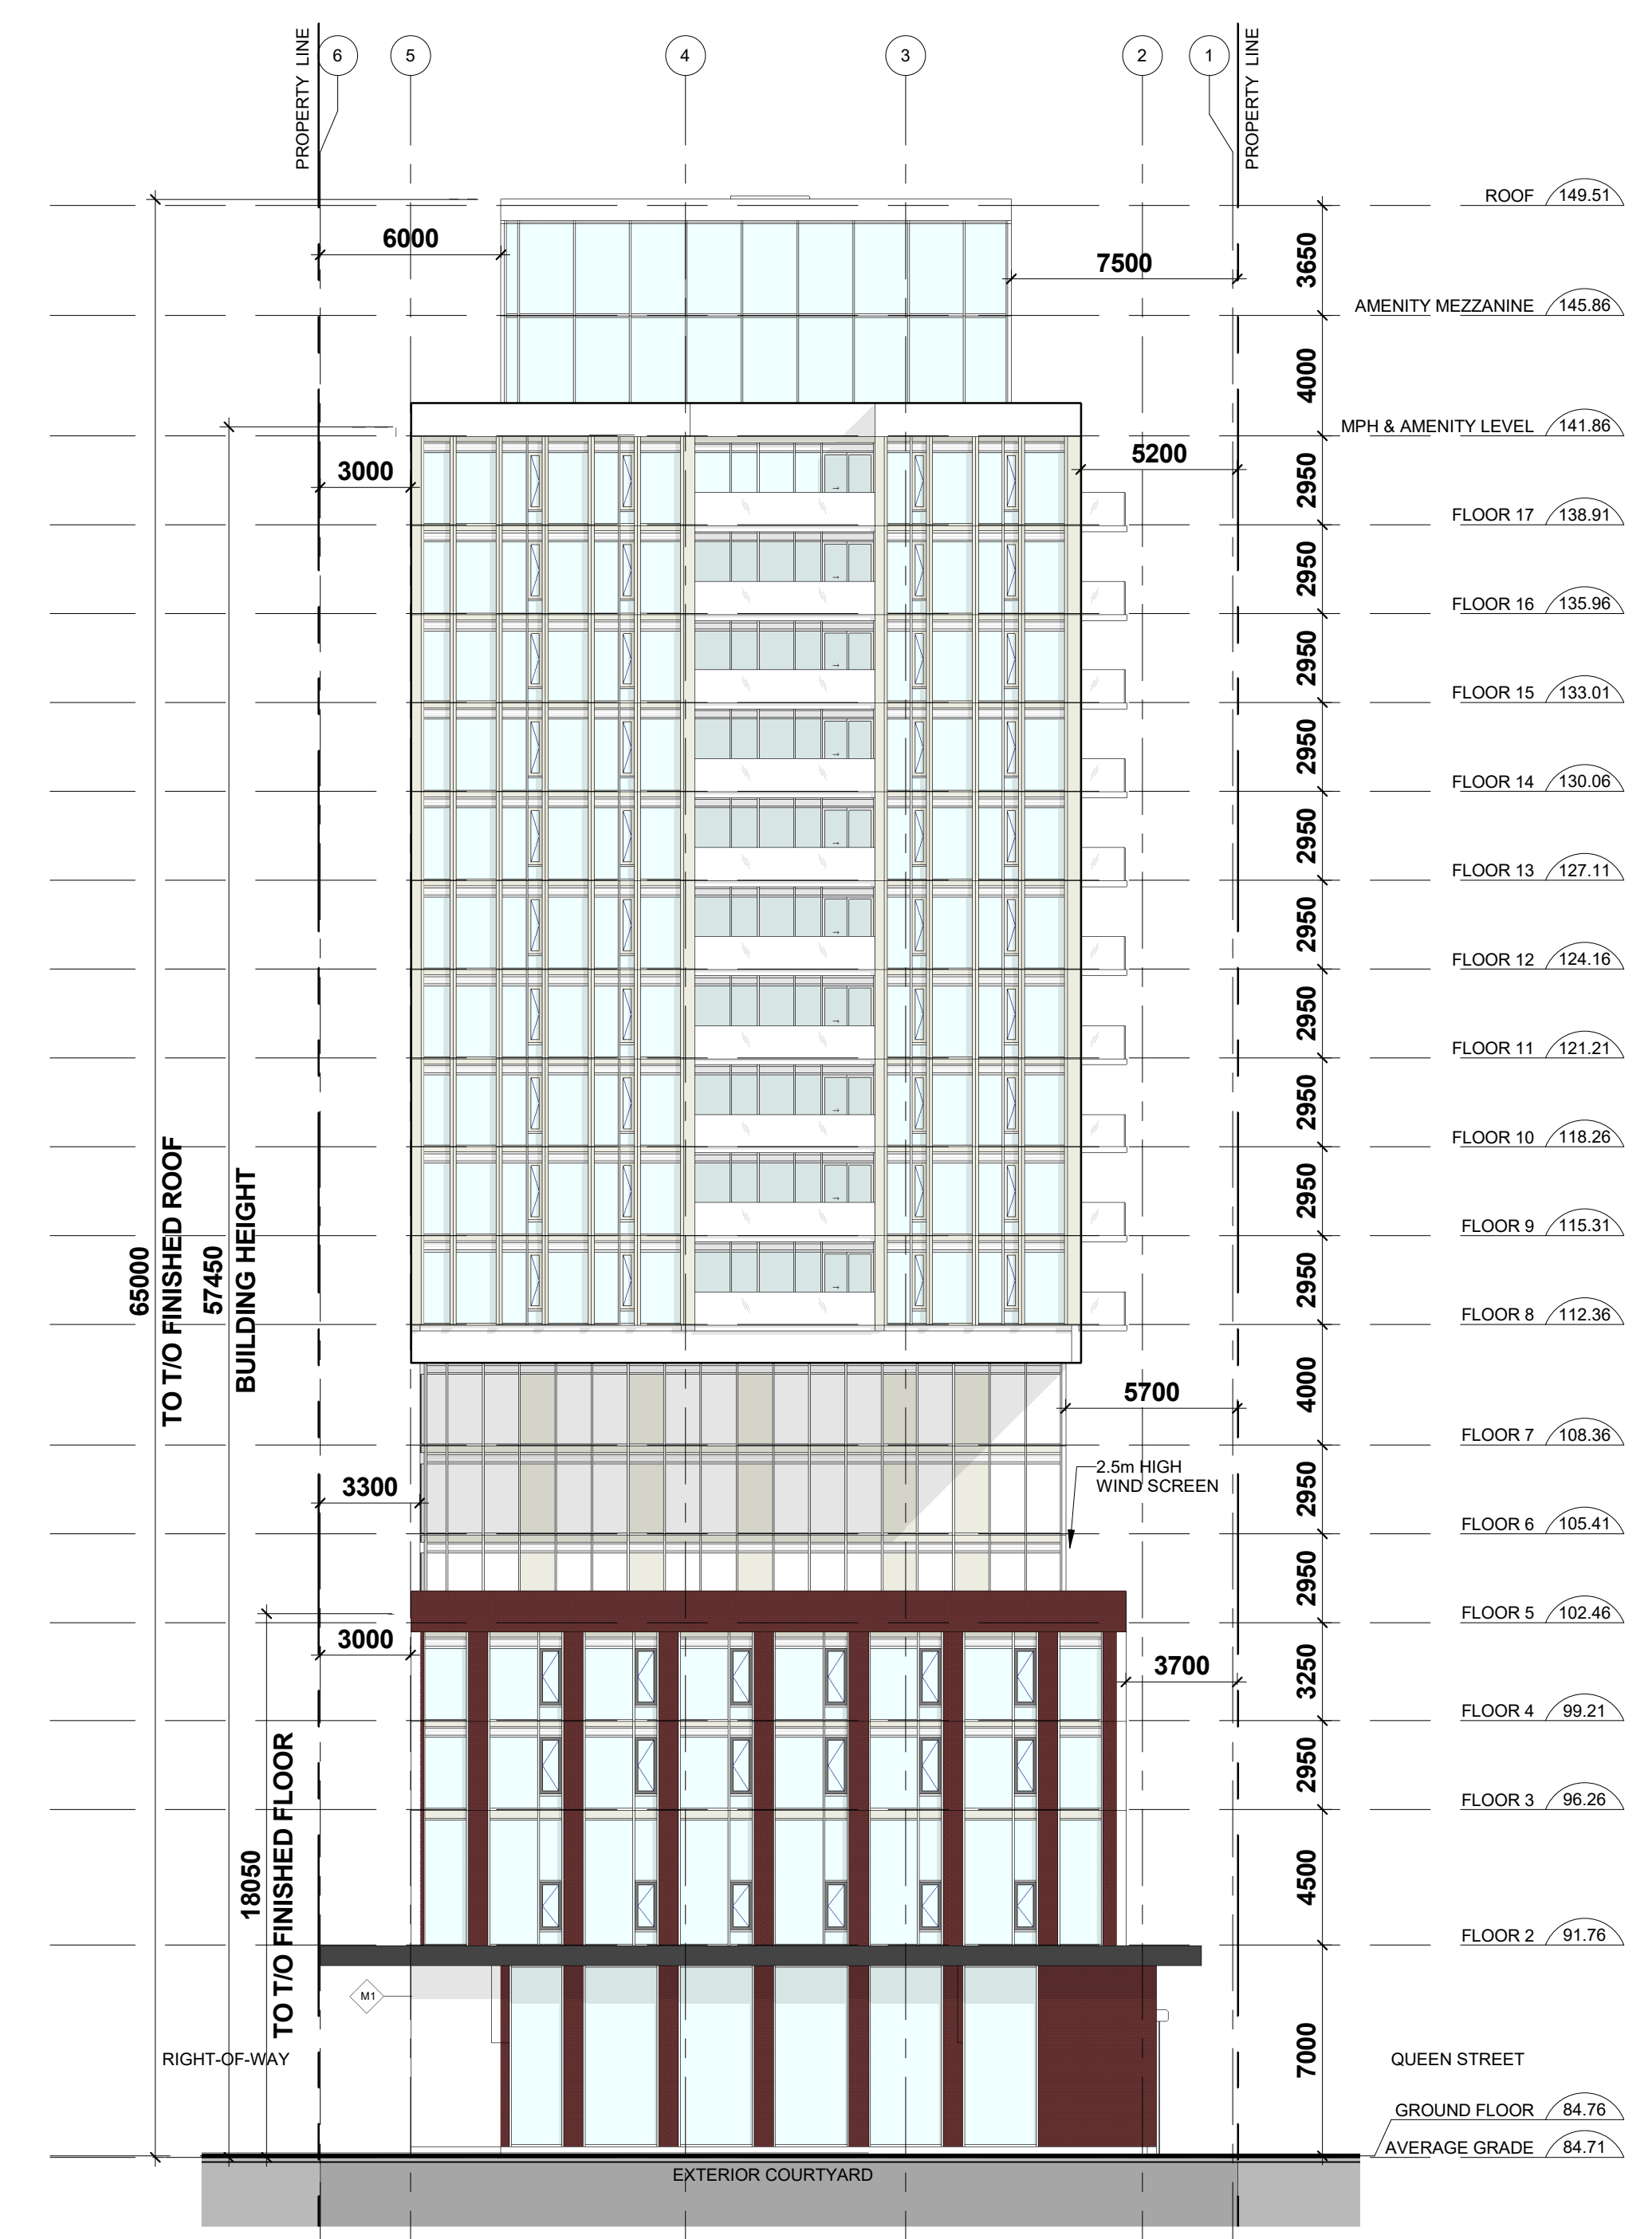 PROPERTY LINE
6
5
4
3
2
1
PROPERTY LINE
ROOF 149.51
6000
7500
3650
AMENITY MEZZANINE 145.86
4000
MPH & AMENITY LEVEL 141.86
3000
5200
2950
FLOOR 17 138.91
2950
FLOOR 16 135.96
2950
FLOOR 15 133.01
2950
FLOOR 14 130.06
2950
FLOOR 13 127.11
2950
FLOOR 12 124.16
2950
FLOOR 11 121.21
2950
FLOOR 10 118.26
2950
FLOOR 9 115.31
2950
FLOOR 8 112.36
65000
TO T/O FINISHED ROOF
57450
BUILDING HEIGHT
4000
5700
FLOOR 7 108.36
3300
2.5m HIGH
WIND SCREEN
2950
FLOOR 6 105.41
2950
FLOOR 5 102.46
3000
3700
3250
FLOOR 4 99.21
2950
FLOOR 3 96.26
18050
TO T/O FINISHED FLOOR
4500
FLOOR 2 91.76
M1
7000
RIGHT-OF-WAY
QUEEN STREET
GROUND FLOOR 84.76
AVERAGE GRADE 84.71
EXTERIOR COURTYARD